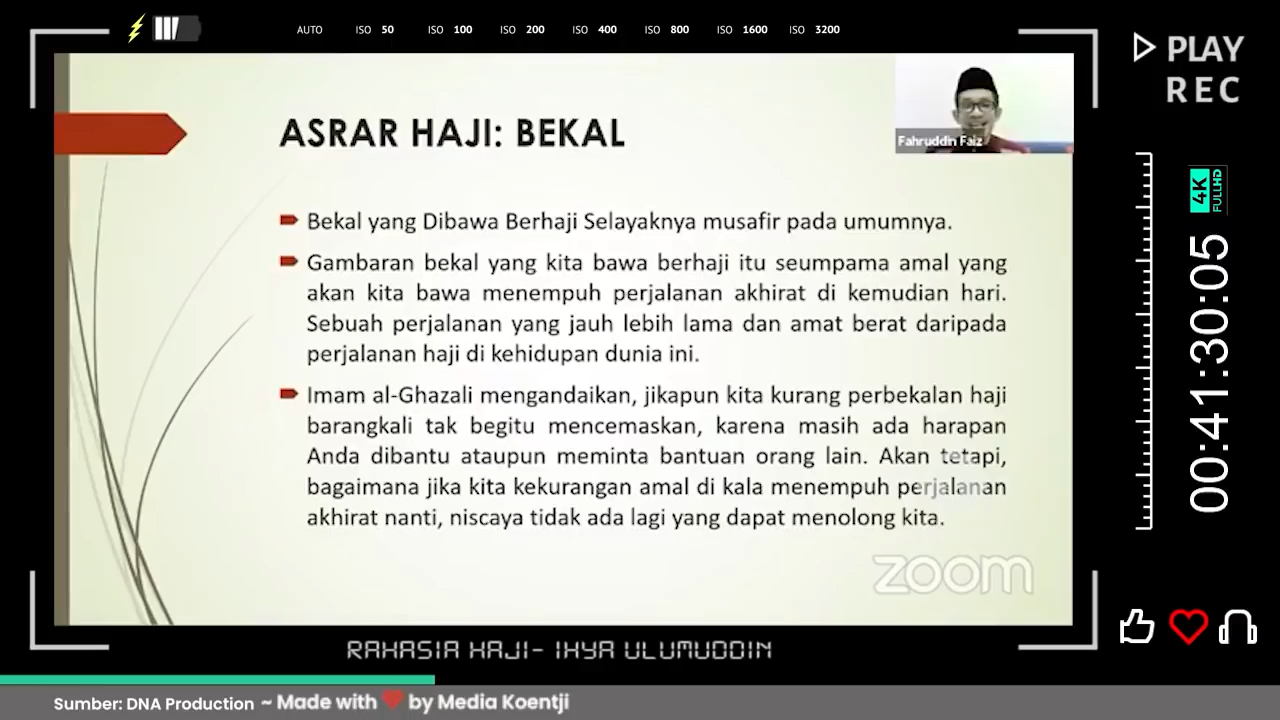 AUTO ISO 50 ISO 100 ISO 200 ISO 400 ISO 800 ISO 1600 ISO 3200
PLAY
REC
ASRAR HAJI: BEKAL
Fahruddin Faiz
Bekal yang Dibawa Berhaji Selayaknya musafir pada umumnya.
Gambaran bekal yang kita bawa berhaji itu seumpama amal yang
akan kita bawa menempuh perjalanan akhirat di kemudian hari.
Sebuah perjalanan yang jauh lebih lama dan amat berat daripada
perjalanan haji di kehidupan dunia ini.
Imam al-Ghazali mengandaikan, jikapun kita kurang perbekalan haji
barangkali tak begitu mencemaskan, karena masih ada harapan
Anda dibantu ataupun meminta bantuan orang lain. Akan tetapi,
bagaimana jika kita kekurangan amal di kala menempuh perjalanan
akhirat nanti, niscaya tidak ada lagi yang dapat menolong kita.
zoom
4K
FULLHD
00:41:30:05
RAHASIA HAJI- IHYA ULUMUDDIN
Sumber: DNA Production ~ Made with ❤ by Media Koentji